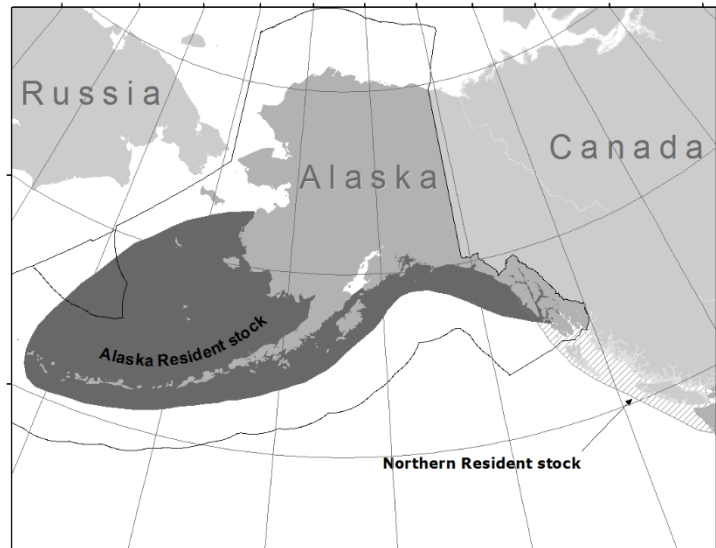 Russia
Alaska
Canada
Alaska Resident stock
Northern Resident stock